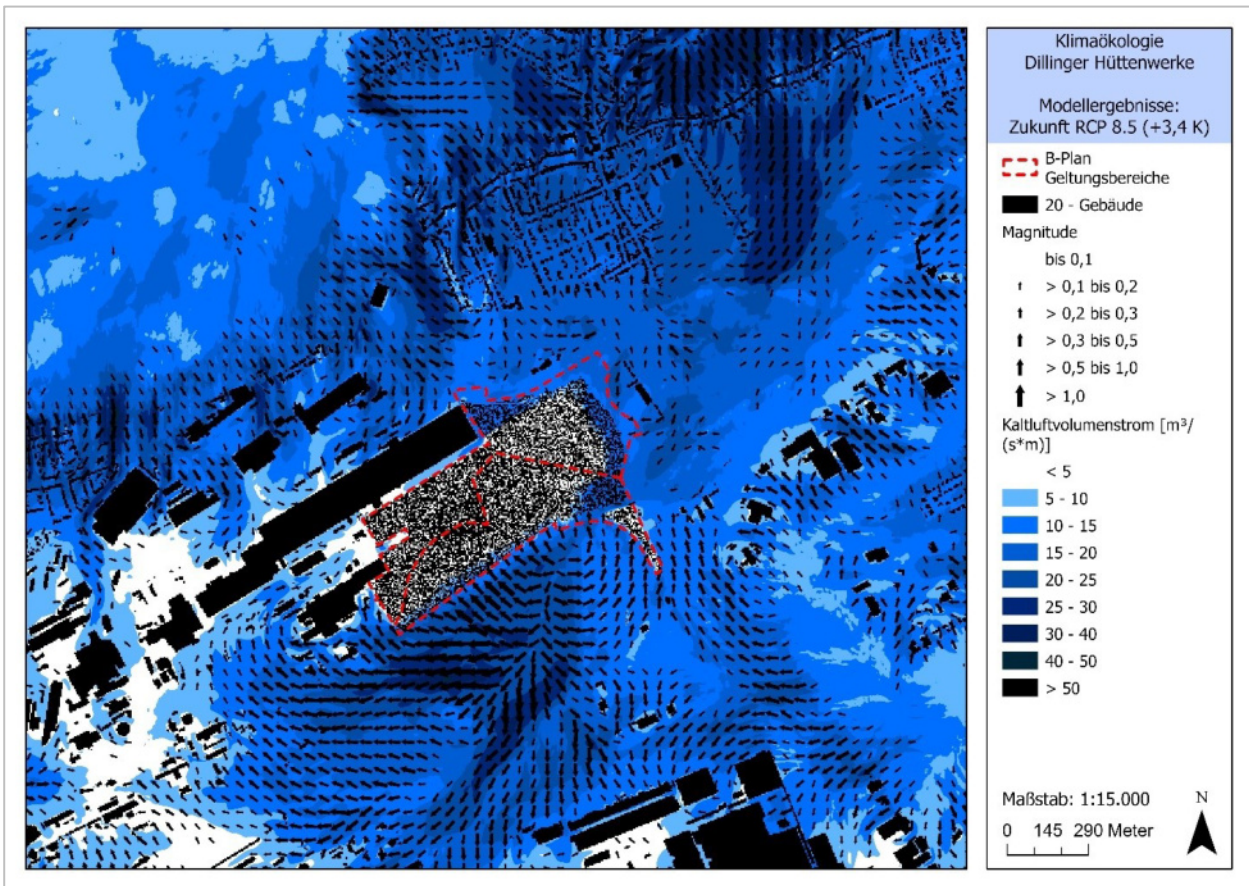 Klimaökologie
Dillinger Hüttenwerke
Modellergebnisse:
Zukunft RCP 8.5 (+3,4 K)
B-Plan
Geltungsbereiche
20 - Gebäude
Magnitude
bis 0,1
> 0,1 bis 0,2
> 0,2 bis 0,3
> 0,3 bis 0,5
> 0,5 bis 1,0
> 1,0
Kaltluftvolumenstrom [m³/
(s*m)]
< 5
5 - 10
10 - 15
15 - 20
20 - 25
25 - 30
30 - 40
40 - 50
> 50
Maßstab: 1:15.000
N
0 145 290 Meter